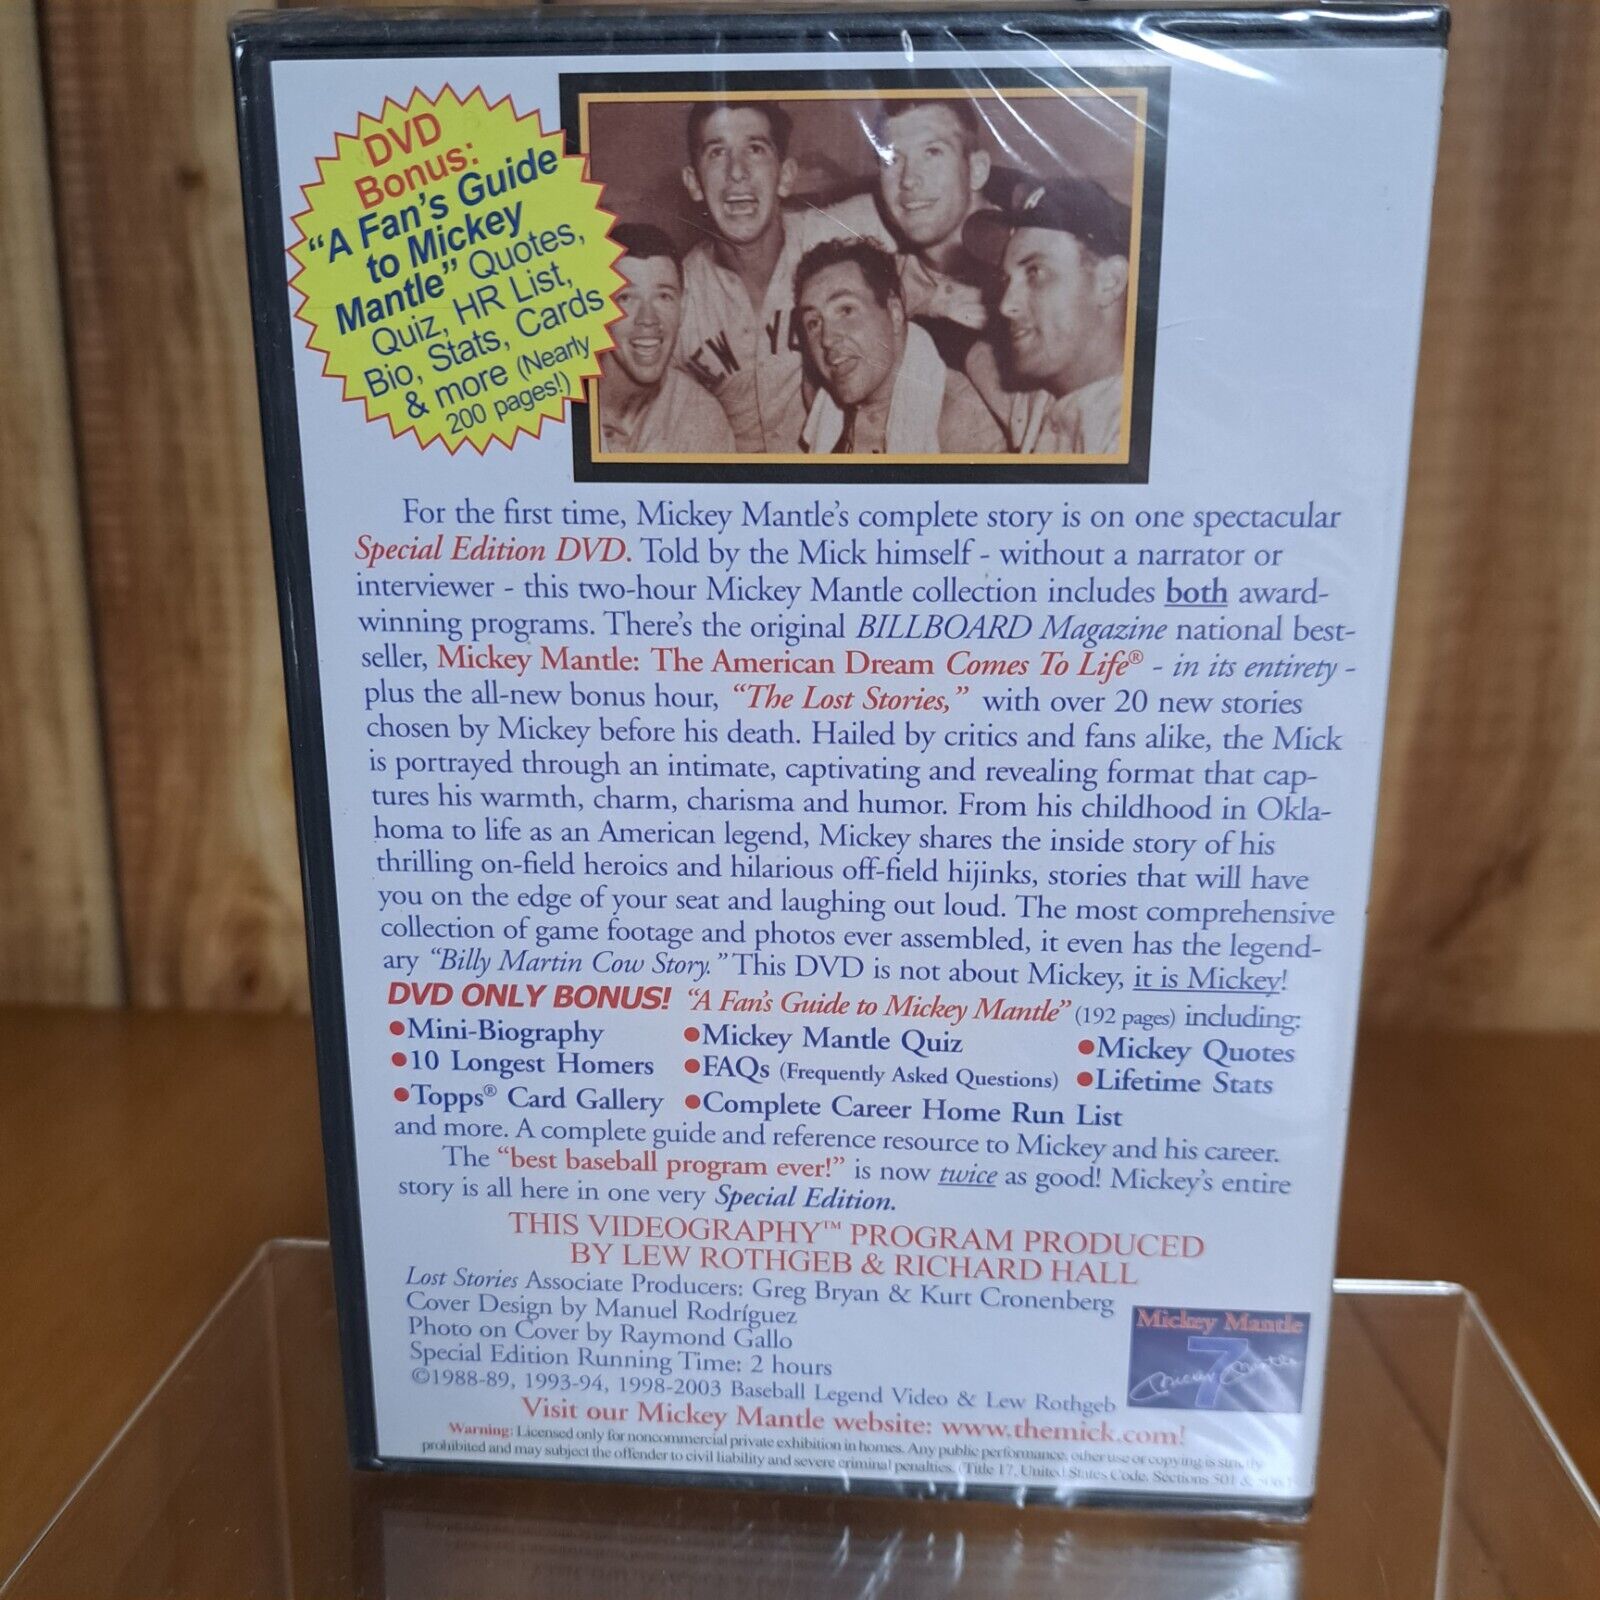 DVD
Bonus:
“A Fan’s Guide
to Mickey
Mantle” Quotes,
Quiz, HR List,
Bio, Stats, Cards
& more (Nearly
200 pages!)
NEW Y
For the first time, Mickey Mantle’s complete story is on one spectacular
Special Edition DVD. Told by the Mick himself - without a narrator or
interviewer - this two-hour Mickey Mantle collection includes both award-
winning programs. There’s the original BILLBOARD Magazine national best-
seller, Mickey Mantle: The American Dream Comes To Life® - in its entirety -
plus the all-new bonus hour, “The Lost Stories,” with over 20 new stories
chosen by Mickey before his death. Hailed by critics and fans alike, the Mick
is portrayed through an intimate, captivating and revealing format that cap-
tures his warmth, charm, charisma and humor. From his childhood in Okla-
homa to life as an American legend, Mickey shares the inside story of his
thrilling on-field heroics and hilarious off-field hijinks, stories that will have
you on the edge of your seat and laughing out loud. The most comprehensive
collection of game footage and photos ever assembled, it even has the legend-
ary “Billy Martin Cow Story.” This DVD is not about Mickey, it is Mickey!
DVD ONLY BONUS! “A Fan’s Guide to Mickey Mantle” (192 pages) including:
●Mini-Biography ●Mickey Mantle Quiz ●Mickey Quotes
●10 Longest Homers ●FAQs (Frequently Asked Questions) ●Lifetime Stats
●Topps® Card Gallery ●Complete Career Home Run List
and more. A complete guide and reference resource to Mickey and his career.
The “best baseball program ever!” is now twice as good! Mickey’s entire
story is all here in one very Special Edition.
THIS VIDEOGRAPHY™ PROGRAM PRODUCED
BY LEW ROTHGEB & RICHARD HALL
Lost Stories Associate Producers: Greg Bryan & Kurt Cronenberg
Cover Design by Manuel Rodríguez
Photo on Cover by Raymond Gallo
Special Edition Running Time: 2 hours
©1988-89, 1993-94, 1998-2003 Baseball Legend Video & Lew Rothgeb
Mickey Mantle
7
Mickey Mantle
Visit our Mickey Mantle website: www.themick.com!
Warning: Licensed only for noncommercial private exhibition in homes. Any public performance, other use or copying is strictly
prohibited and may subject the offender to civil liability and severe criminal penalties. (Title 17, United States Code, Sections 501 &